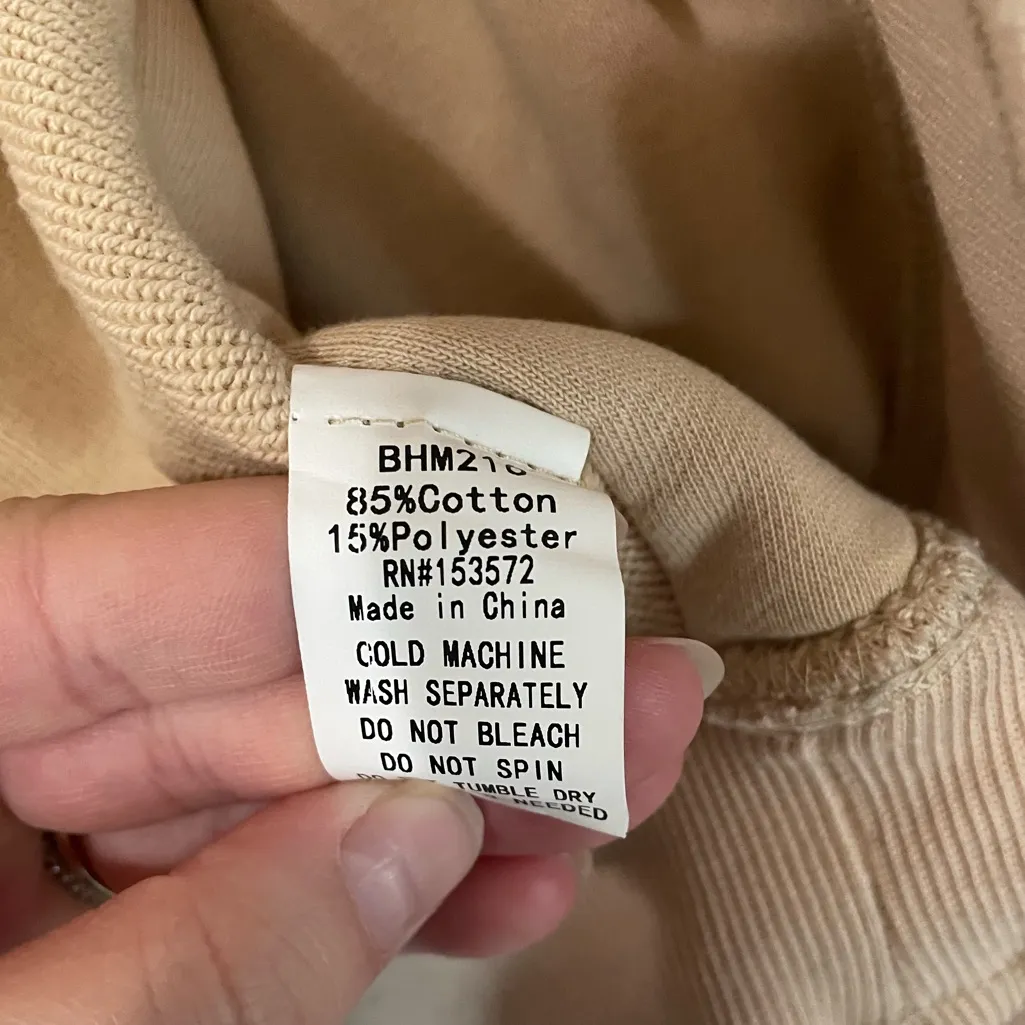 85%Cotton
15%Polyester
RN#153572
Made in China
COLD MACHINE
WASH SEPARATELY
DO NOT BLEACH
DO NOT SPIN
TUMBLE DRY
NEEDED